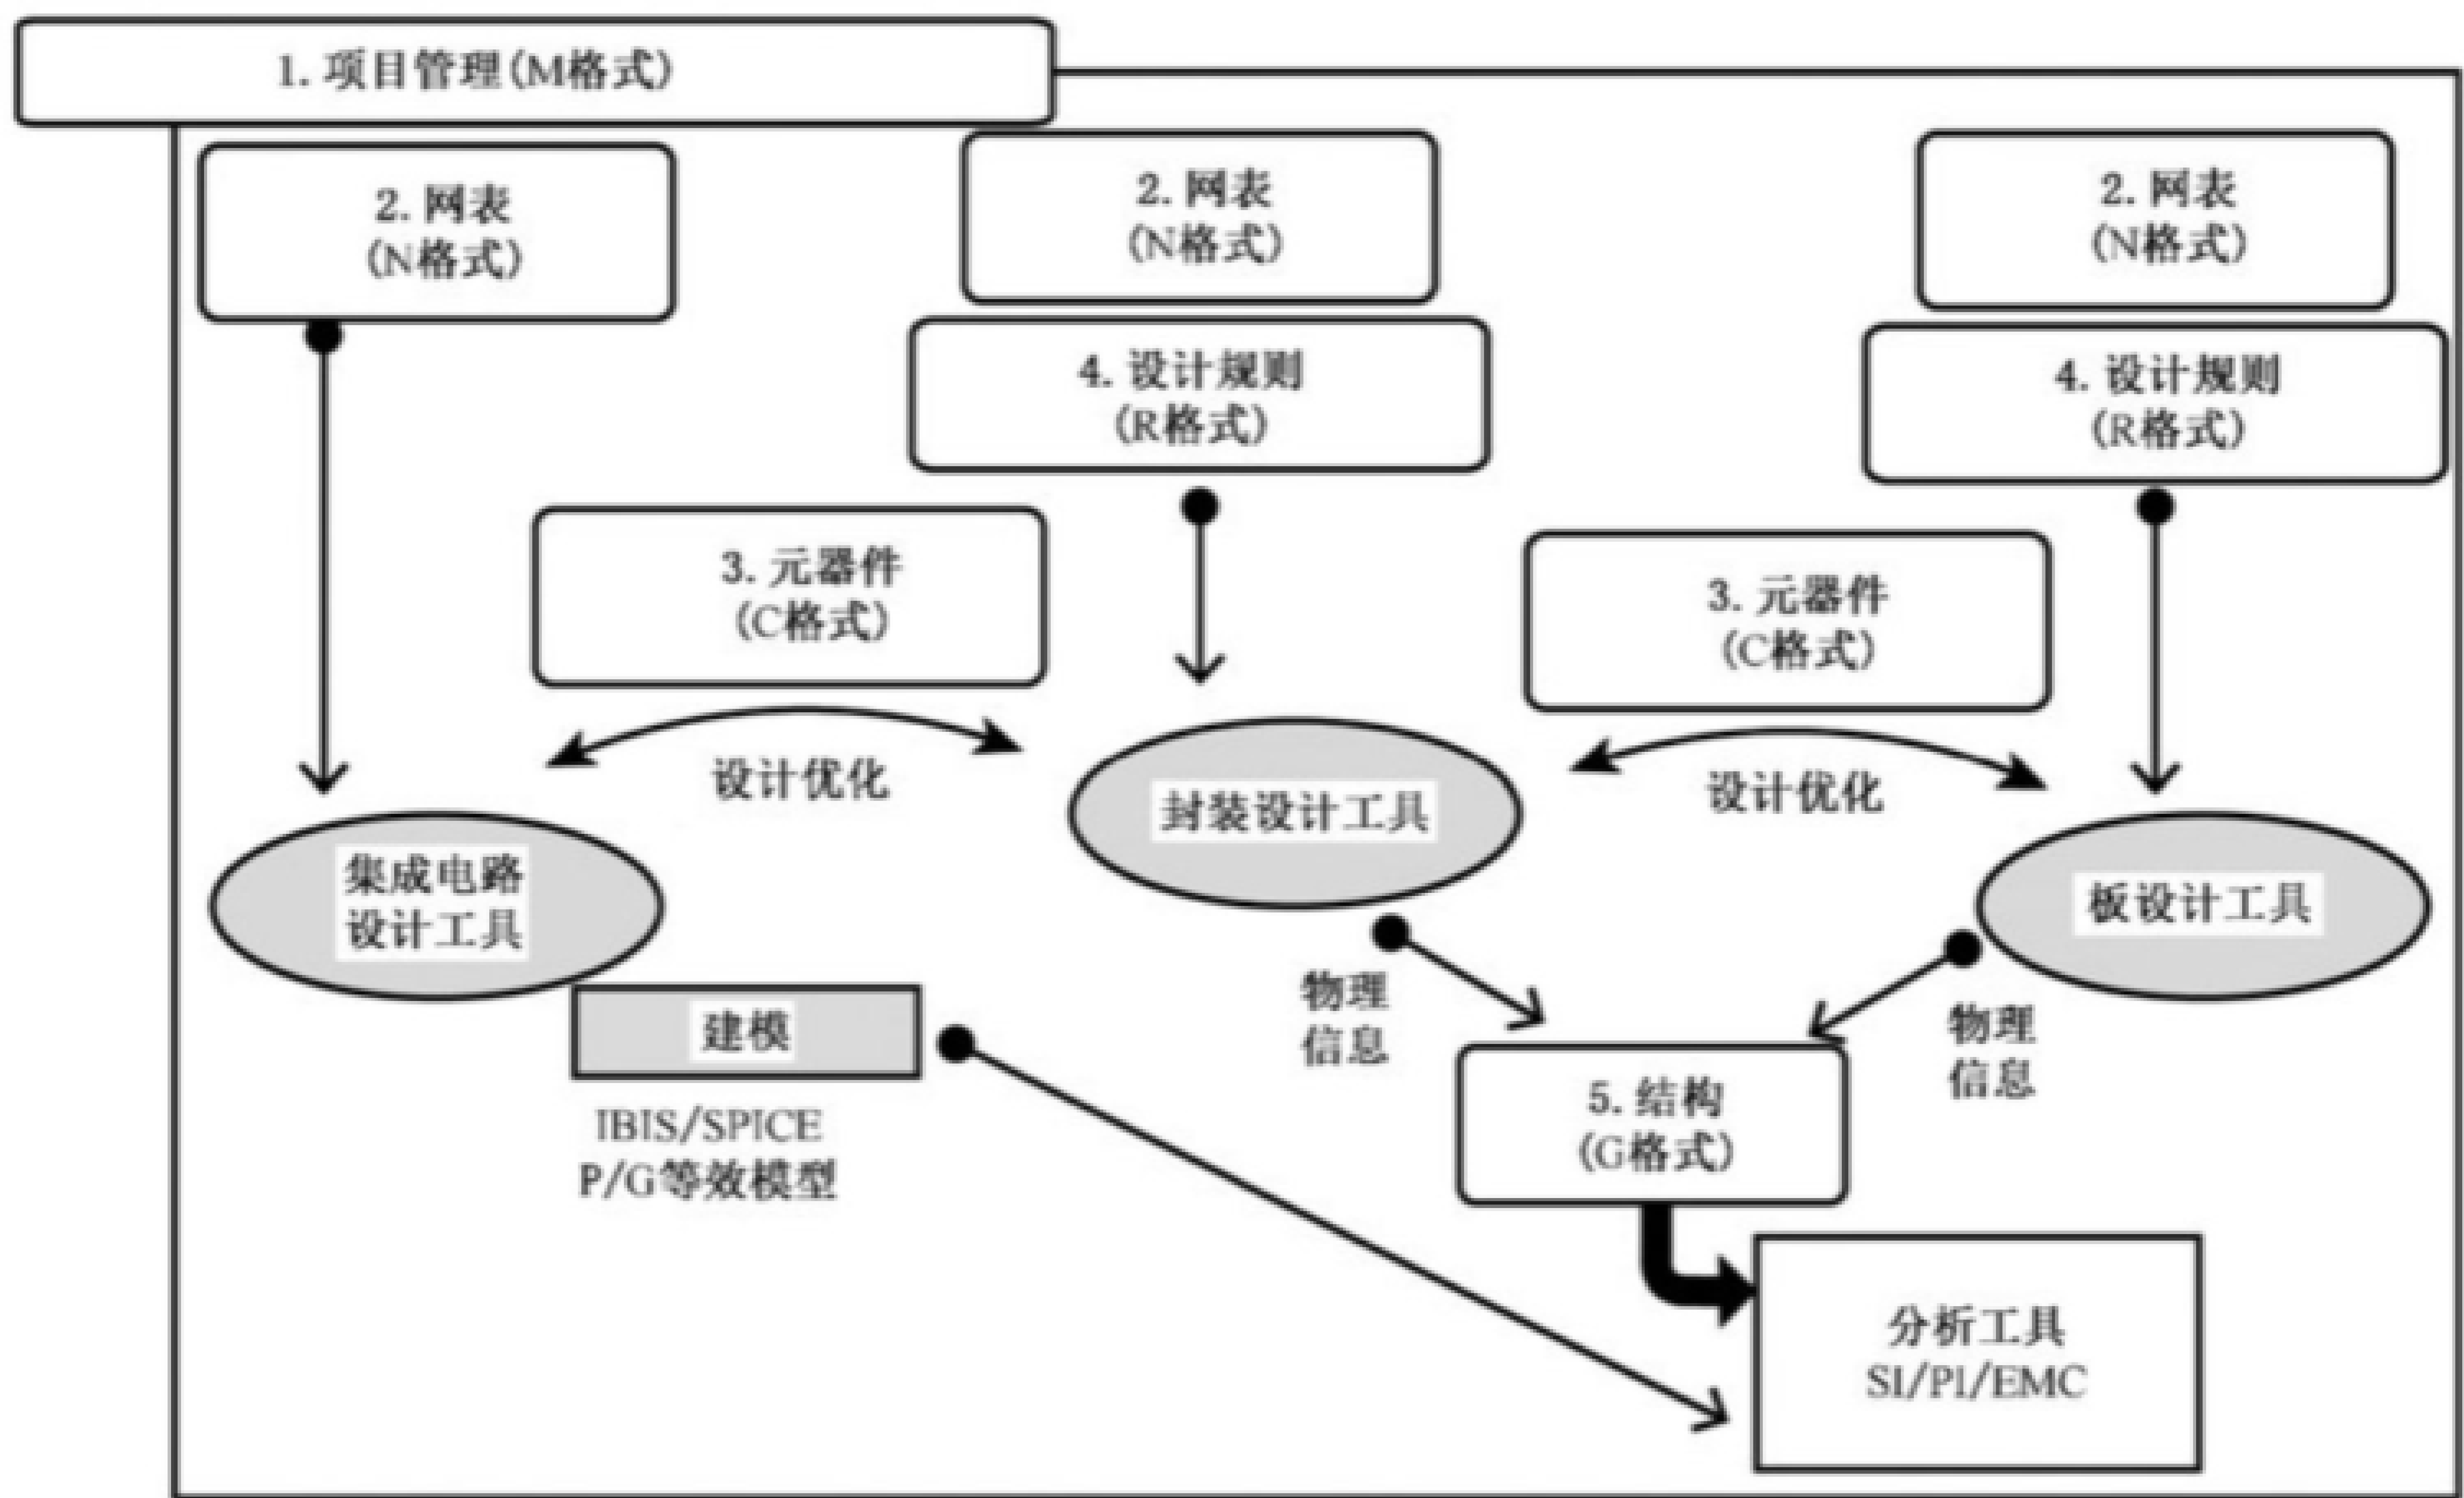 1. 项目管理(M格式)
2. 网表
(N格式)
2. 网表
(N格式)
2. 网表
(N格式)
4. 设计规则
(R格式)
4. 设计规则
(R格式)
3. 元器件
(C格式)
3. 元器件
(C格式)
设计优化
设计优化
集成电路
设计工具
封装设计工具
板设计工具
建模
IBIS/SPICE
P/G等效模型
物理
信息
物理
信息
5. 结构
(G格式)
分析工具
SI/PI/EMC